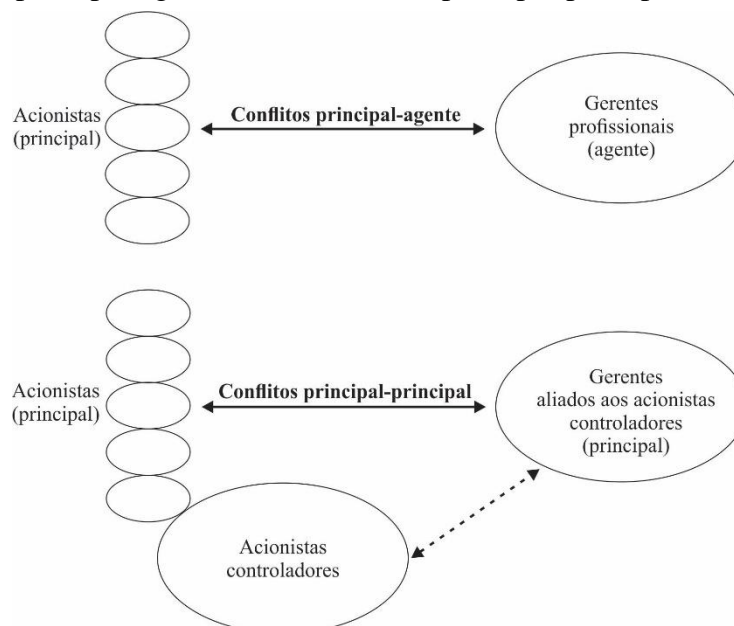 Acionistas
(principal)
Conflitos principal-agente
Gerentes
profissionais
(agente)
Acionistas
(principal)
Conflitos principal-principal
Gerentes
aliados aos acionistas
controladores
(principal)
Acionistas
controladores